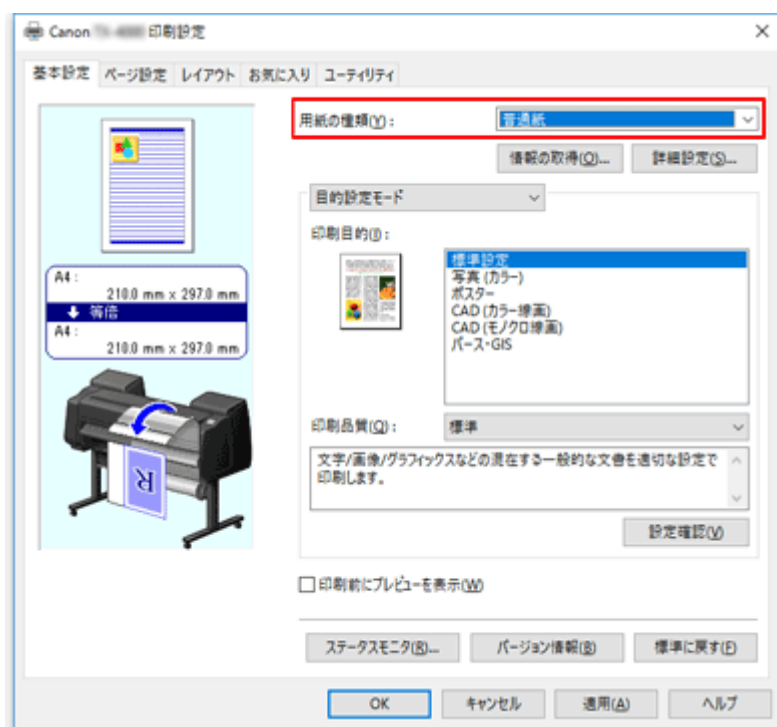 Canon 印刷設定
基本設定 ページ設定 レイアウト お気に入り ユーティリティ
用紙の種類(Y): 普通紙
情報の取得(O)... 詳細設定(S)...
目的設定モード
印刷目的(I):
標準設定
写真 (カラー)
ポスター
CAD (カラー線画)
CAD (モノクロ線画)
パース・GIS
A4 :
210.0 mm x 297.0 mm
等倍
A4 :
210.0 mm x 297.0 mm
R
印刷品質(Q): 標準
文字/画像/グラフィックスなどの混在する一般的な文書を適切な設定で
印刷します。
設定確認(V)
印刷前にプレビューを表示(W)
ステータスモニタ(R)... バージョン情報(B) 標準に戻す(F)
OK キャンセル 適用(A) ヘルプ